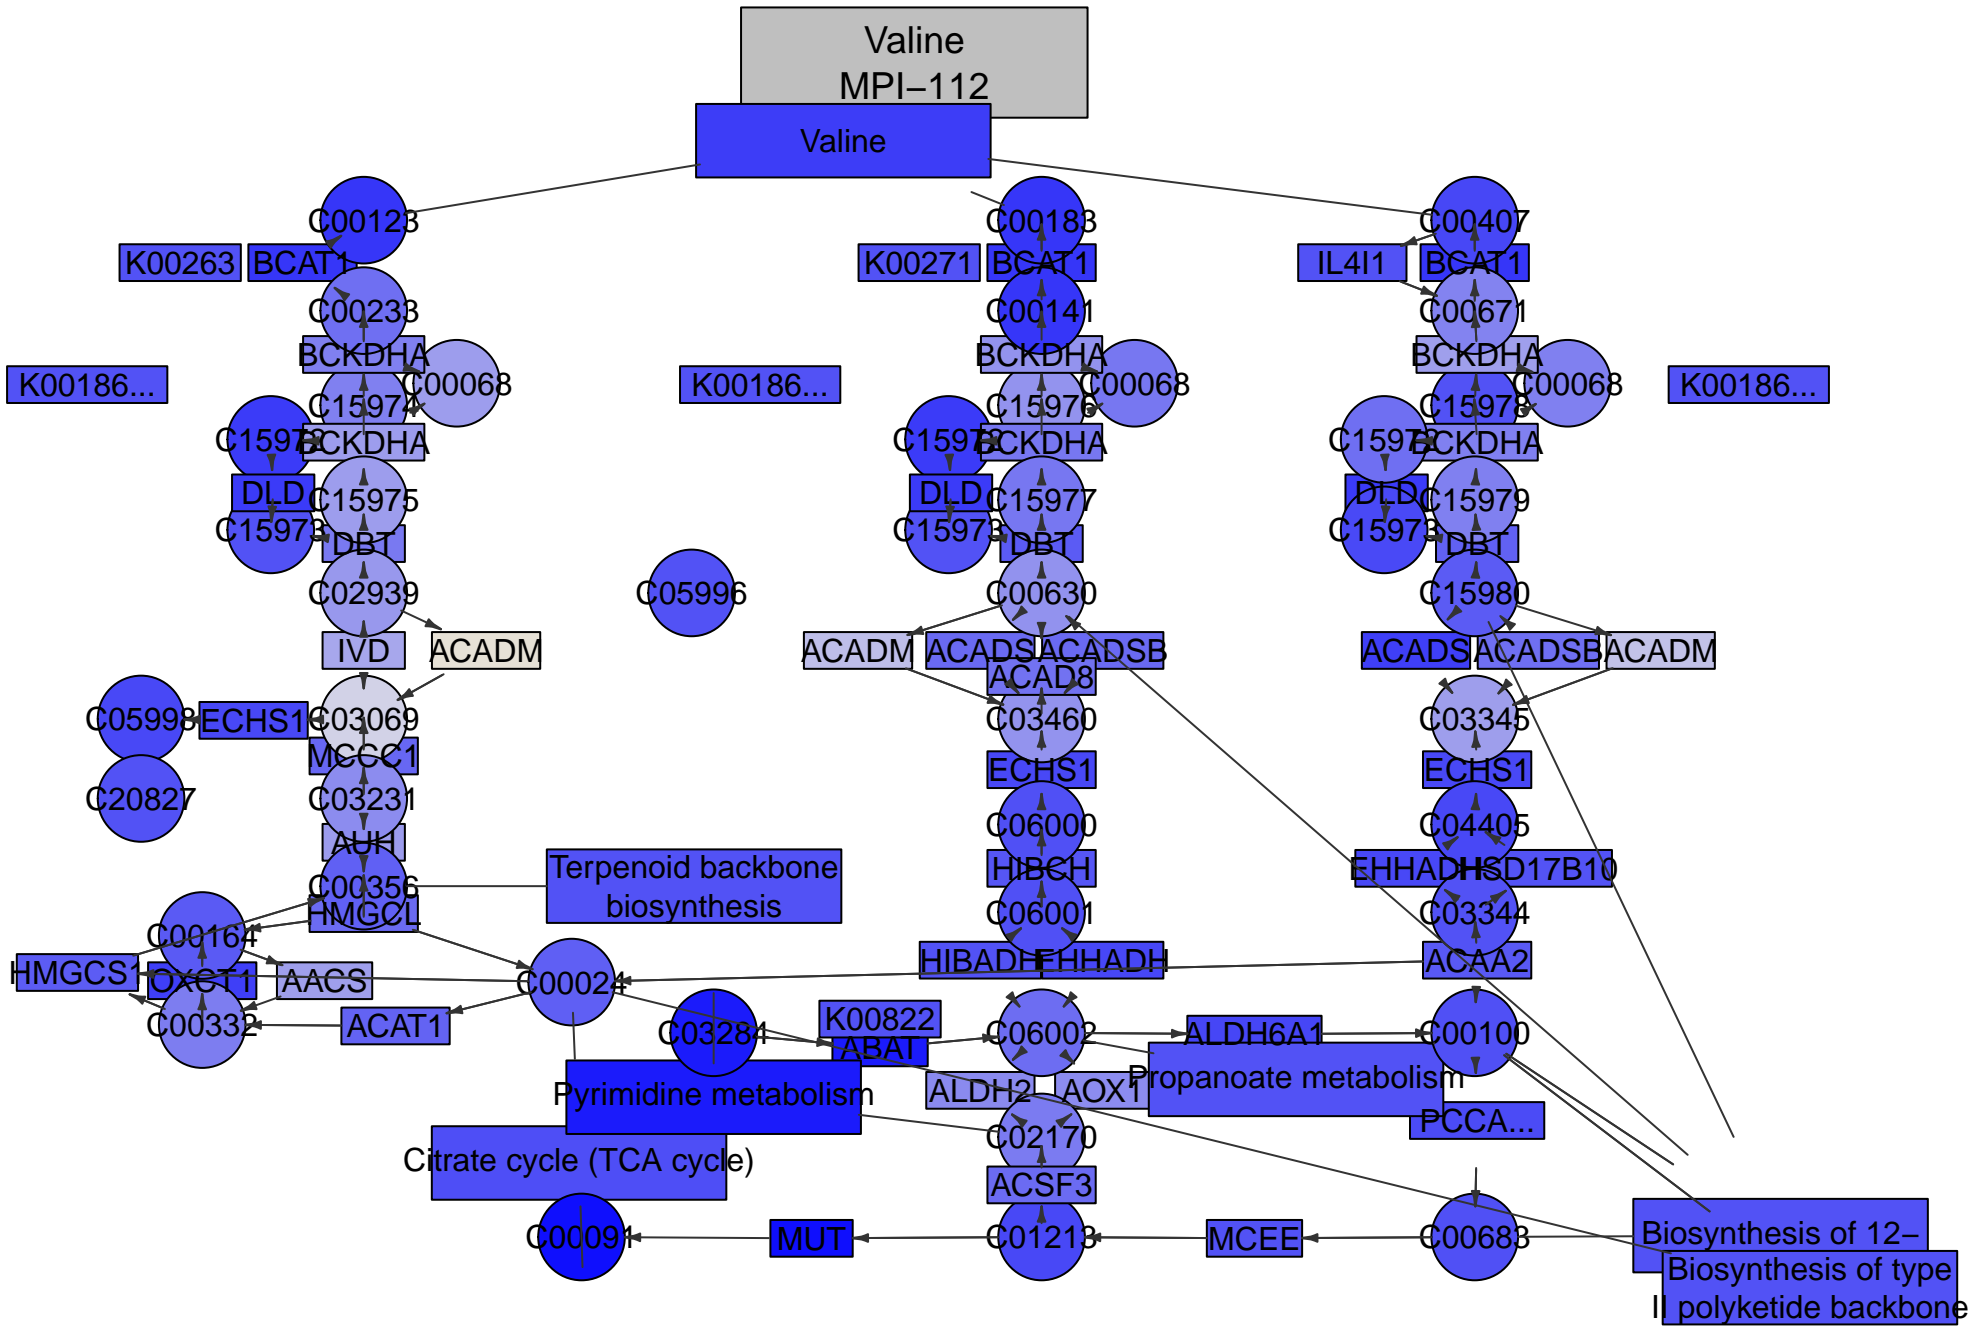 Valine
MPI−112
Valine
C00123
C00183
C00407
K00263
BCAT1
K00271
BCAT1
IL4I1
BCAT1
C00233
C00141
C00671
BCKDHA
BCKDHA
BCKDHA
K00186...
C00068
K00186...
C00068
C00068
K00186...
C15974
C15976
C15978
C15972
BCKDHA
C15972
BCKDHA
C15972
BCKDHA
DLD
C15975
DLD
C15977
DLD
C15979
C15973
DBT
C15973
DBT
C15973
DBT
C02939
C05996
C00630
C15980
IVD
ACADM
ACADM
ACADS
ACADSB
ACADS
ACADSB
ACADM
ACAD8
C05998
ECHS1
C03069
C03460
C03345
MCCC1
ECHS1
ECHS1
C20827
C03231
C06000
C04405
AUH
HIBCH
EHHADH
HSD17B10
C00356
Terpenoid backbone
biosynthesis
HMGCL
C06001
C03344
C00164
HMGCS1
OXCT1
AACS
C00024
HIBADH
EHHADH
ACAA2
C00332
ACAT1
C03284
K00822
ABAT
C06002
ALDH6A1
C00100
Pyrimidine metabolism
ALDH2
AOX1
Propanoate metabolism
C02170
PCCA...
Citrate cycle (TCA cycle)
ACSF3
C00091
MUT
C01213
MCEE
C00683
Biosynthesis of 12−
Biosynthesis of type
II polyketide backbone